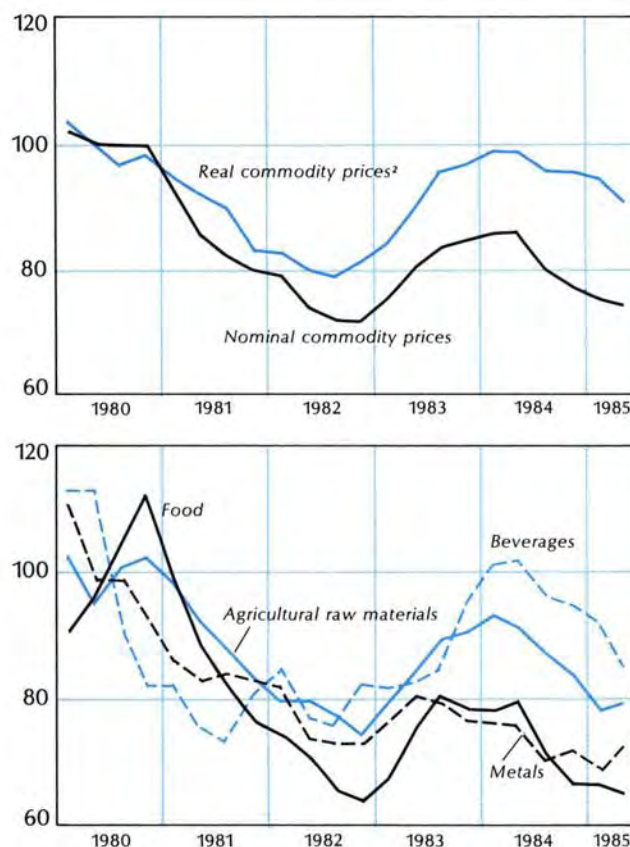 120
100
Real commodity prices²
80
Nominal commodity prices
60
1980 1981 1982 1983 1984 1985
120
Food
Beverages
100
Agricultural raw materials
80
Metals
60
1980 1981 1982 1983 1984 1985